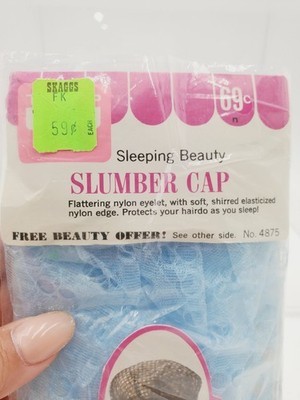 SKAGGS
FK
59¢
EACH
69¢
Sleeping Beauty
SLUMBER CAP
Flattering nylon eyelet, with soft, shirred elasticized
nylon edge. Protects your hairdo as you sleep!
FREE BEAUTY OFFER! See other side. No. 4875